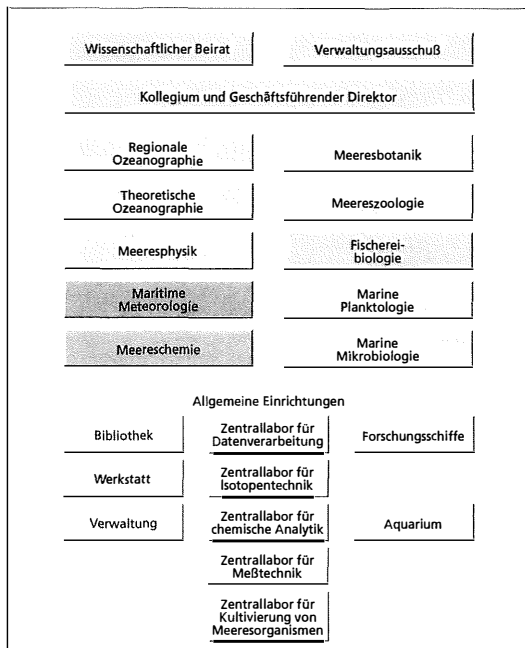 Wissenschaftlicher Beirat
Verwaltungsausschuß
Kollegium und Geschäftsführender Direktor
Regionale
Ozeanographie
Meeresbotanik
Theoretische
Ozeanographie
Meereszoologie
Meeresphysik
Fischerei-
biologie
Maritime
Meteorologie
Marine
Planktologie
Meereschemie
Marine
Mikrobiologie
Allgemeine Einrichtungen
Bibliothek
Zentrallabor für
Datenverarbeitung
Forschungsschiffe
Werkstatt
Zentrallabor für
Isotopentechnik
Verwaltung
Zentrallabor für
chemische Analytik
Aquarium
Zentrallabor für
Meßtechnik
Zentrallabor für
Kultivierung von
Meeresorganismen